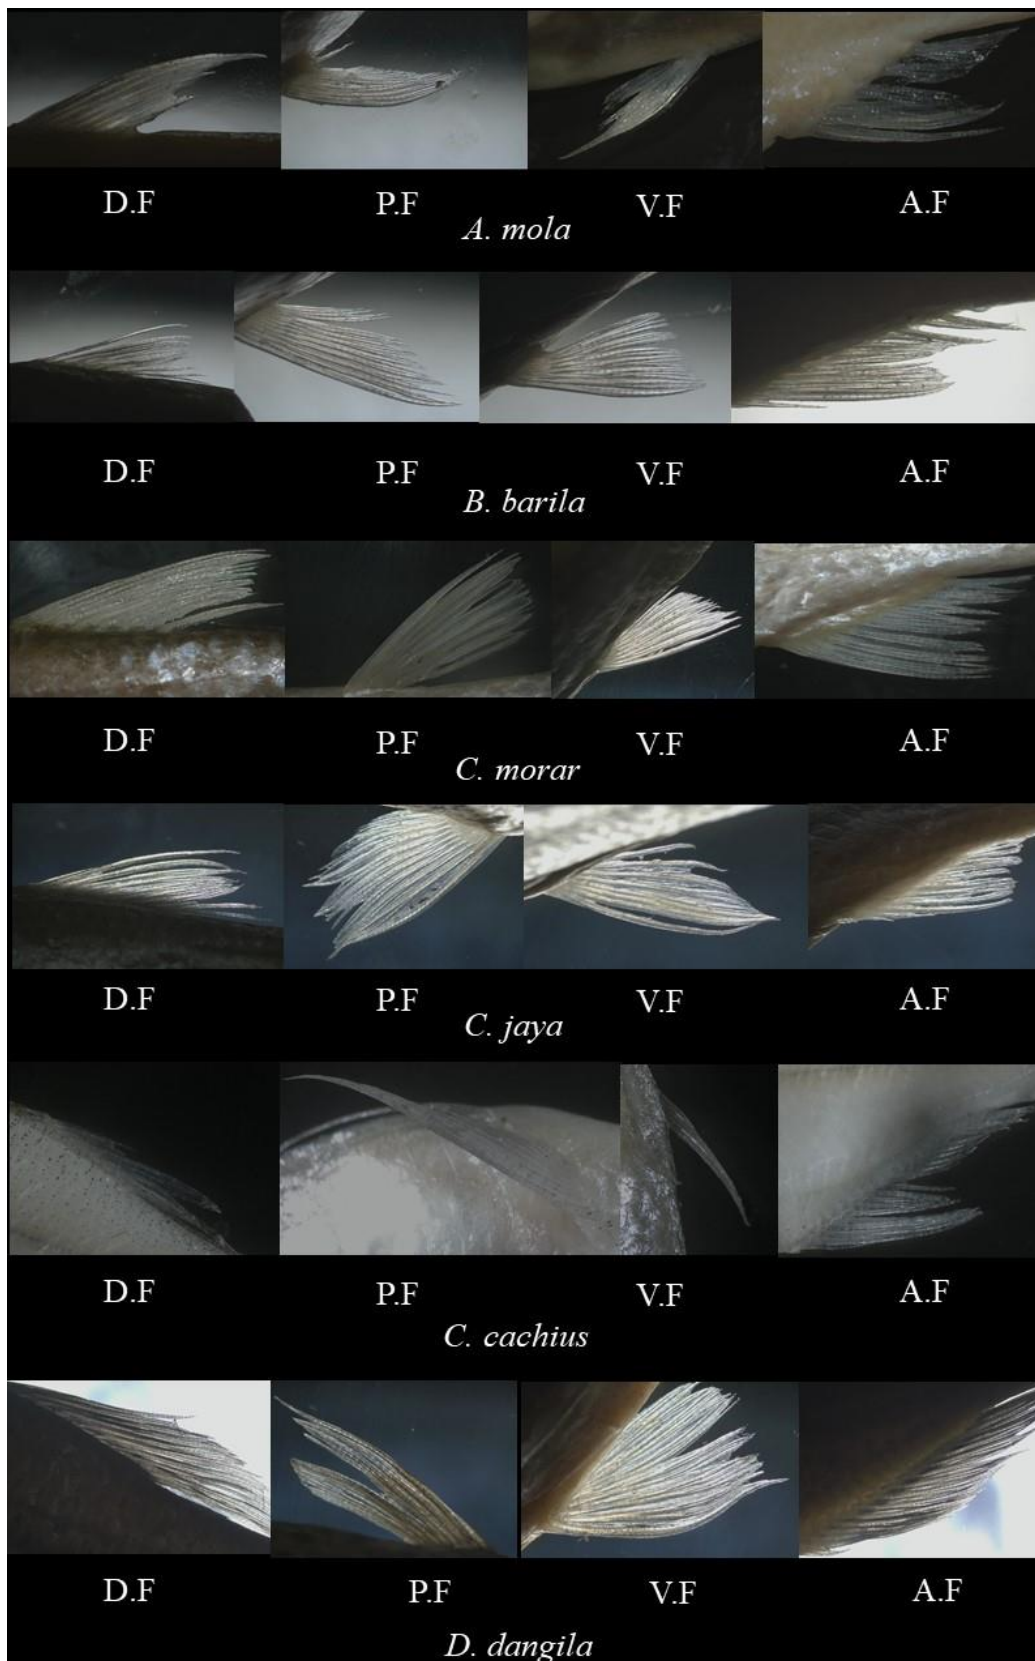 D.F P.F V.F A.F
A. mola
D.F P.F V.F A.F
B. barila
D.F P.F V.F A.F
C. morar
D.F P.F V.F A.F
C. jaya
D.F P.F V.F A.F
C. cachius
D.F P.F V.F A.F
D. dangila